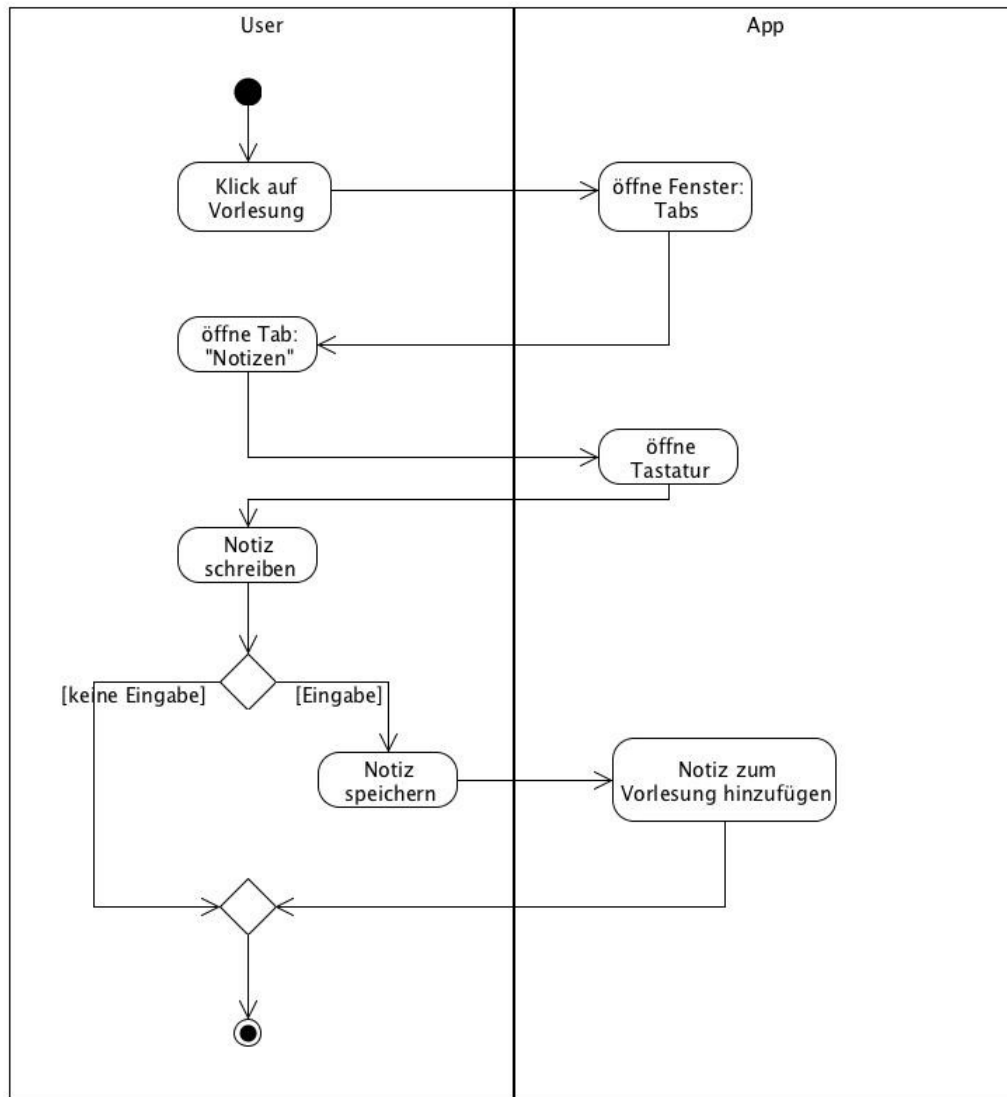 User
App
Klick auf
Vorlesung
öffne Fenster:
Tabs
öffne Tab:
"Notizen"
öffne
Tastatur
Notiz
schreiben
[keine Eingabe]
[Eingabe]
Notiz
speichern
Notiz zum
Vorlesung hinzufügen